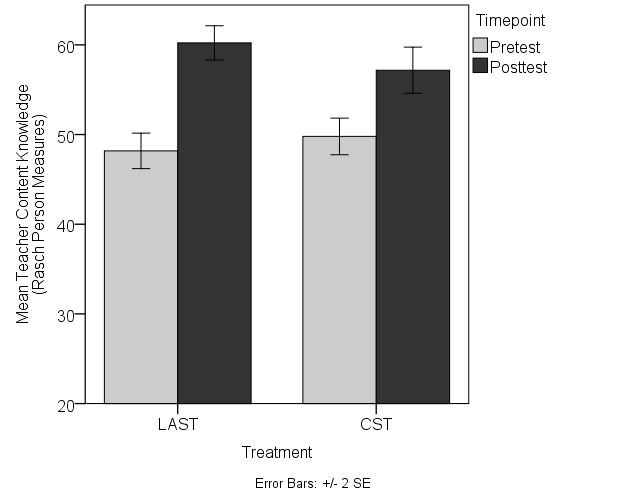 Timepoint
Pretest
Posttest
Mean Teacher Content Knowledge
(Rasch Person Measures)
60
50
40
30
20
LAST
CST
Treatment
Error Bars: +/- 2 SE